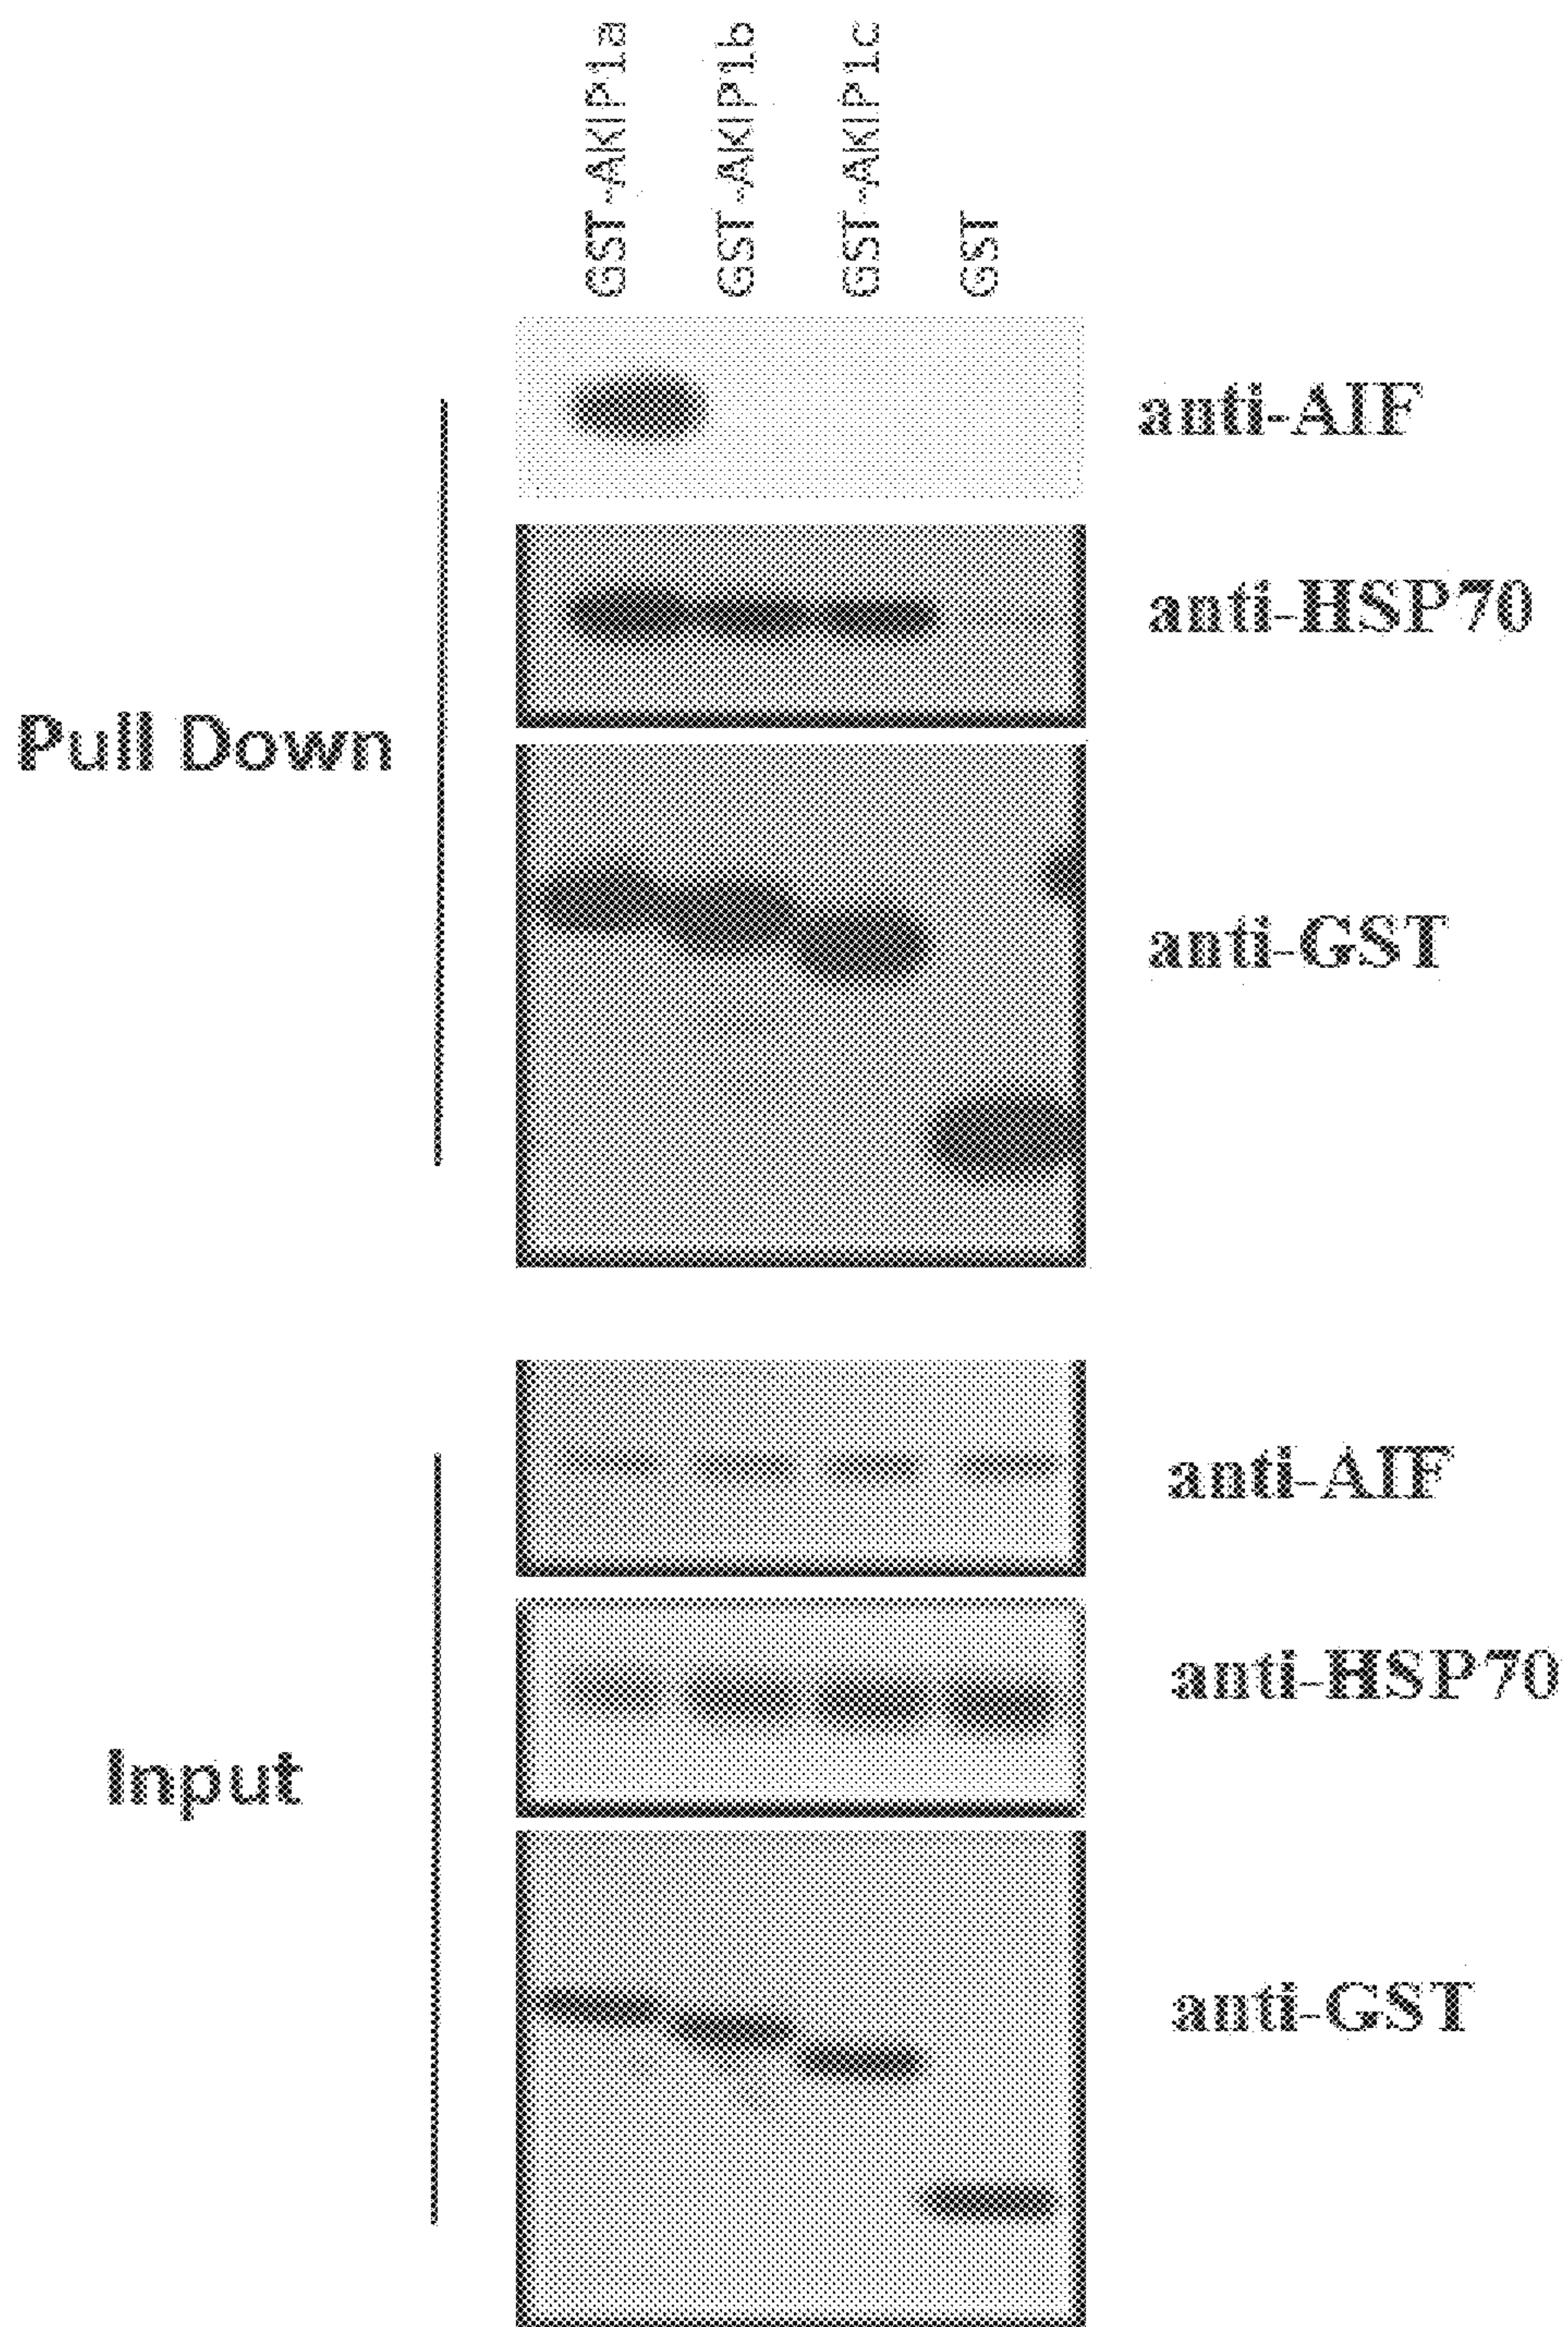 GST-AKIP1a
GST-AKIP1b
GST-AKIP1c
GST
anti-AIF
anti-HSP70
Pull Down
anti-GST
anti-AIF
anti-HSP70
Input
anti-GST